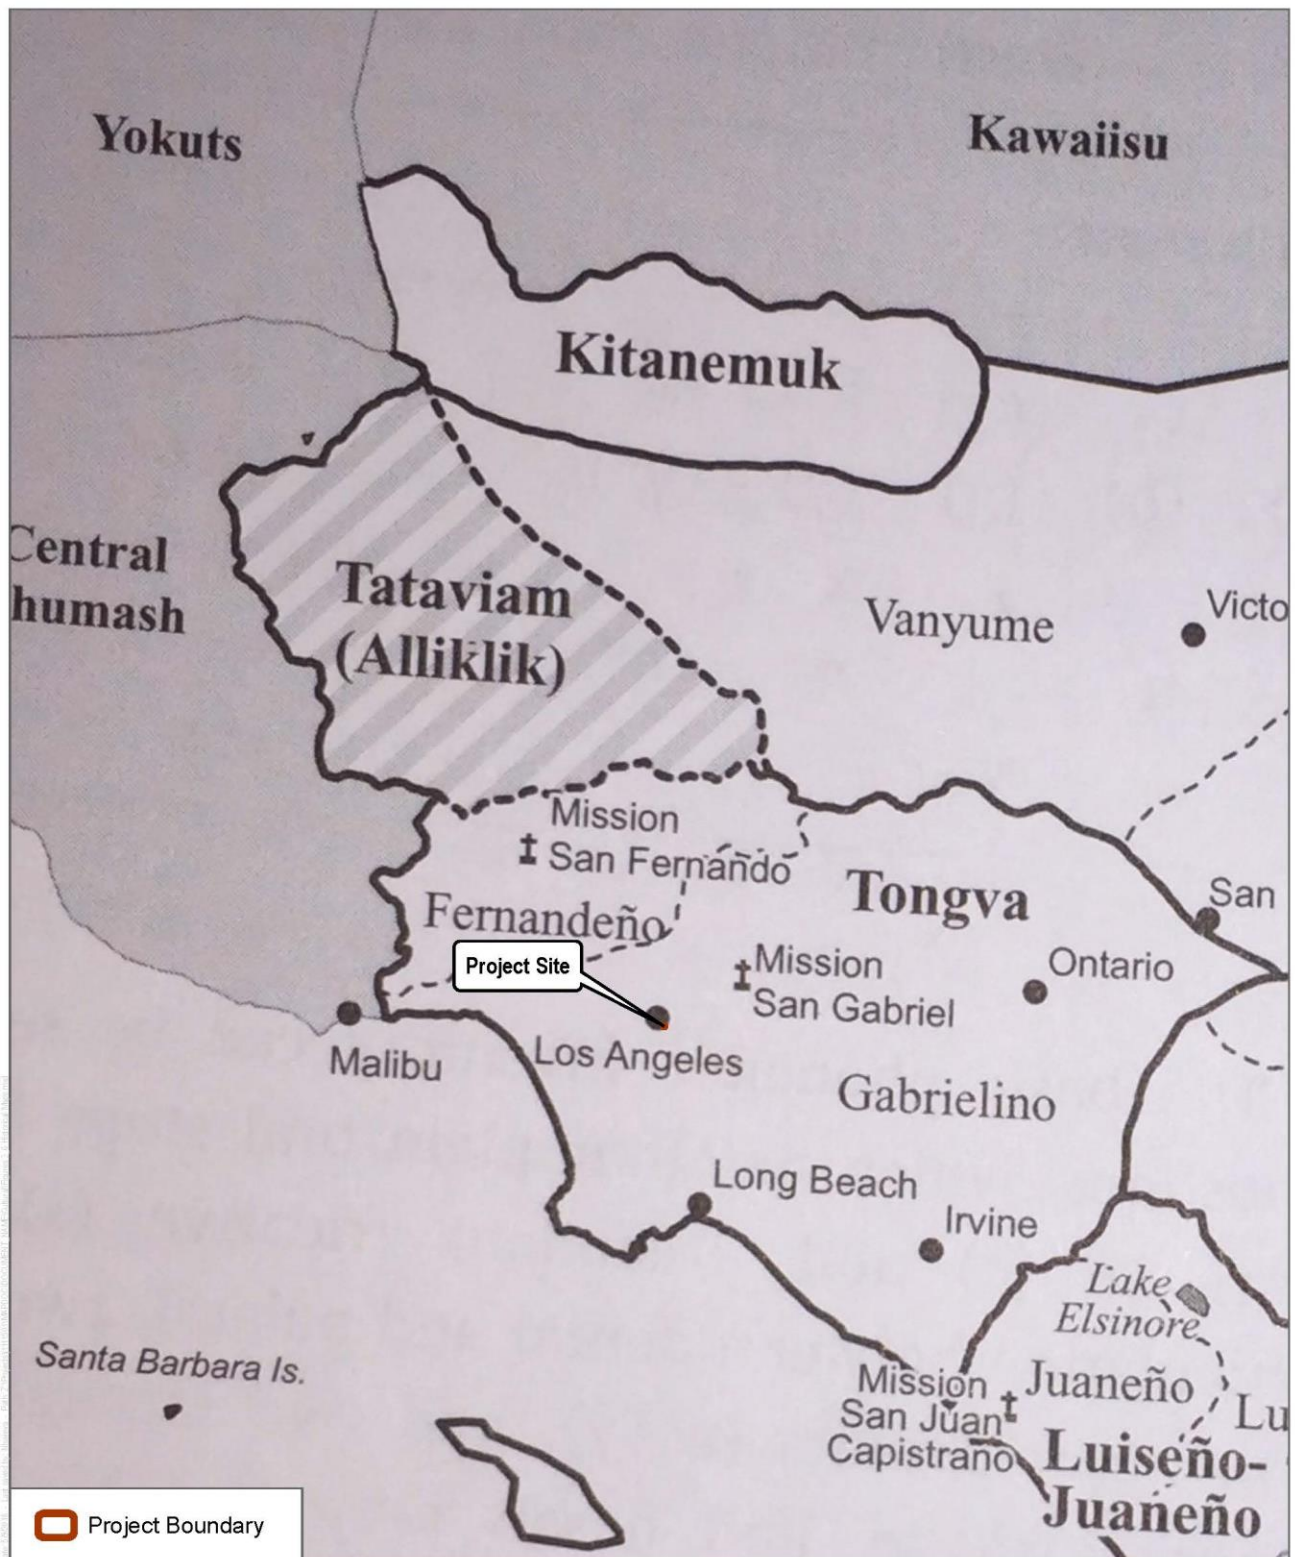 Yokuts
Kawaiisu
Kitanemuk
Central
humash
Tataviam
(Alliklik)
Vanyume
Victo
Mission
San Fernando
Fernandeño
Tongva
San
Project Site
Mission
San Gabriel
Ontario
Malibu
Los Angeles
Gabrielino
Long Beach
Irvine
Lake
Elsinore
Santa Barbara Is.
Mission
San Juan
Capistrano
Juaneño
Lu
Luiseño-
Juaneño
Project Boundary